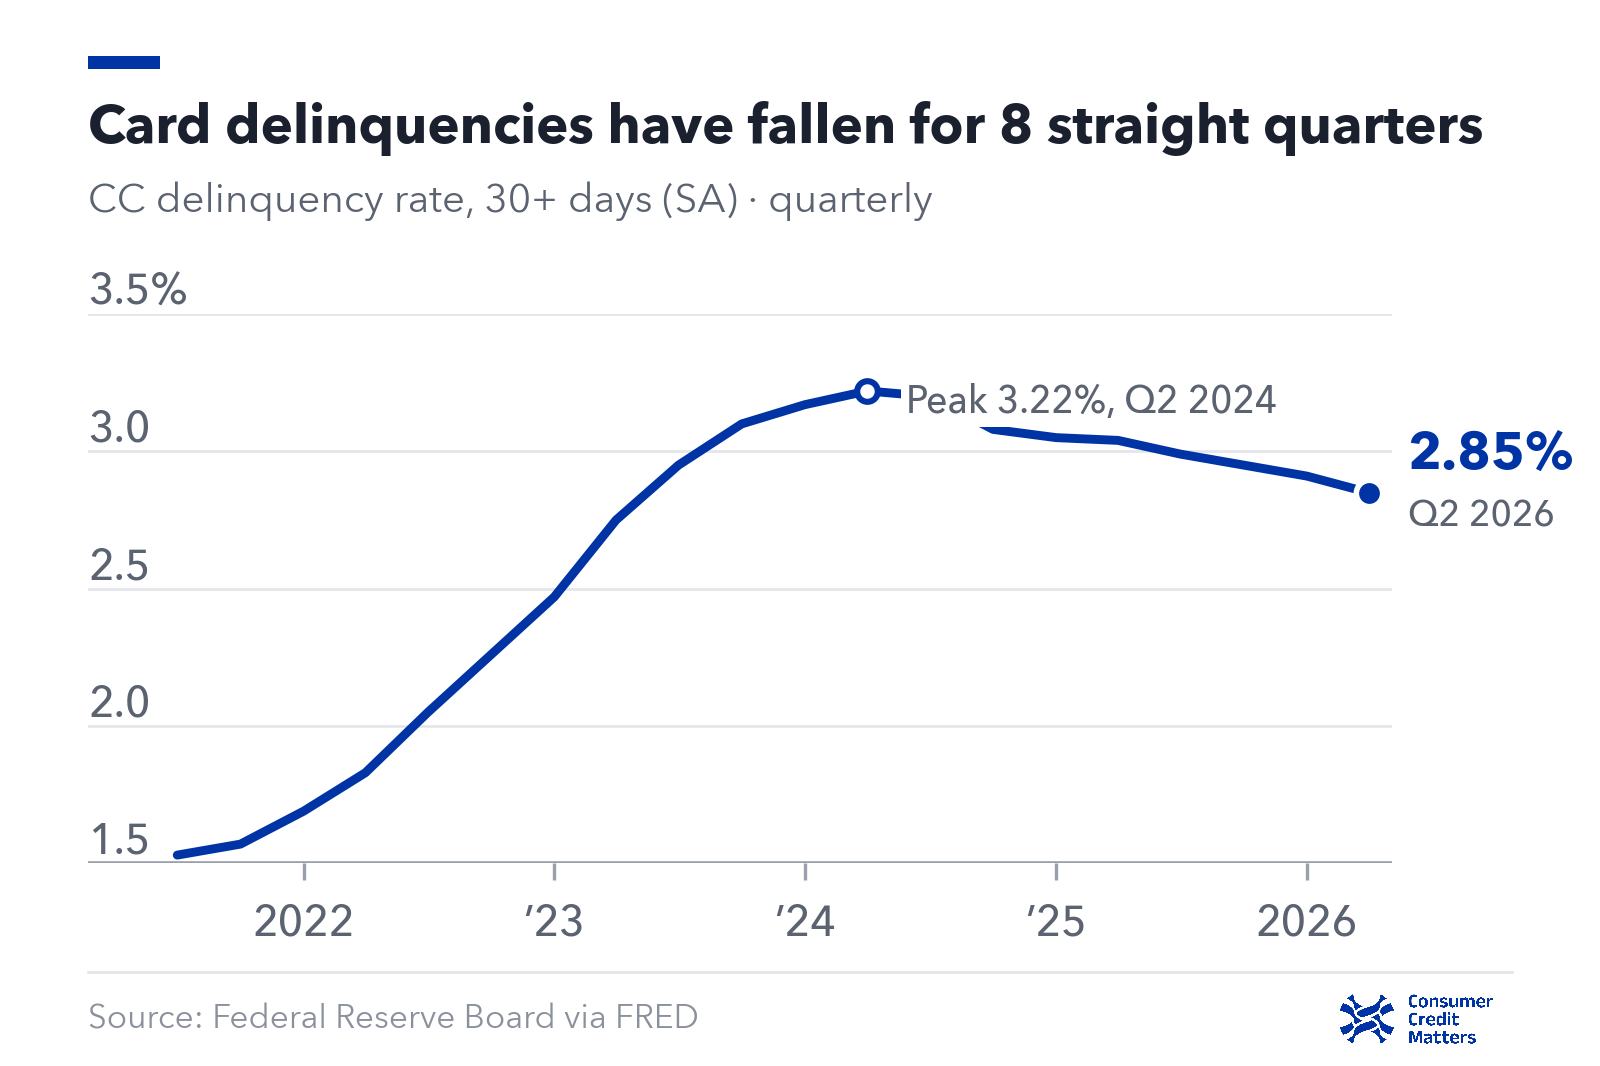 Card delinquencies have fallen for 8 straight quarters
CC delinquency rate, 30+ days (SA) · quarterly
3.5%
Peak 3.22%, Q2 2024
3.0
2.85%
Q2 2026
2.5
2.0
1.5
2022 ’23 ’24 ’25 2026
Source: Federal Reserve Board via FRED
Consumer
Credit
Matters